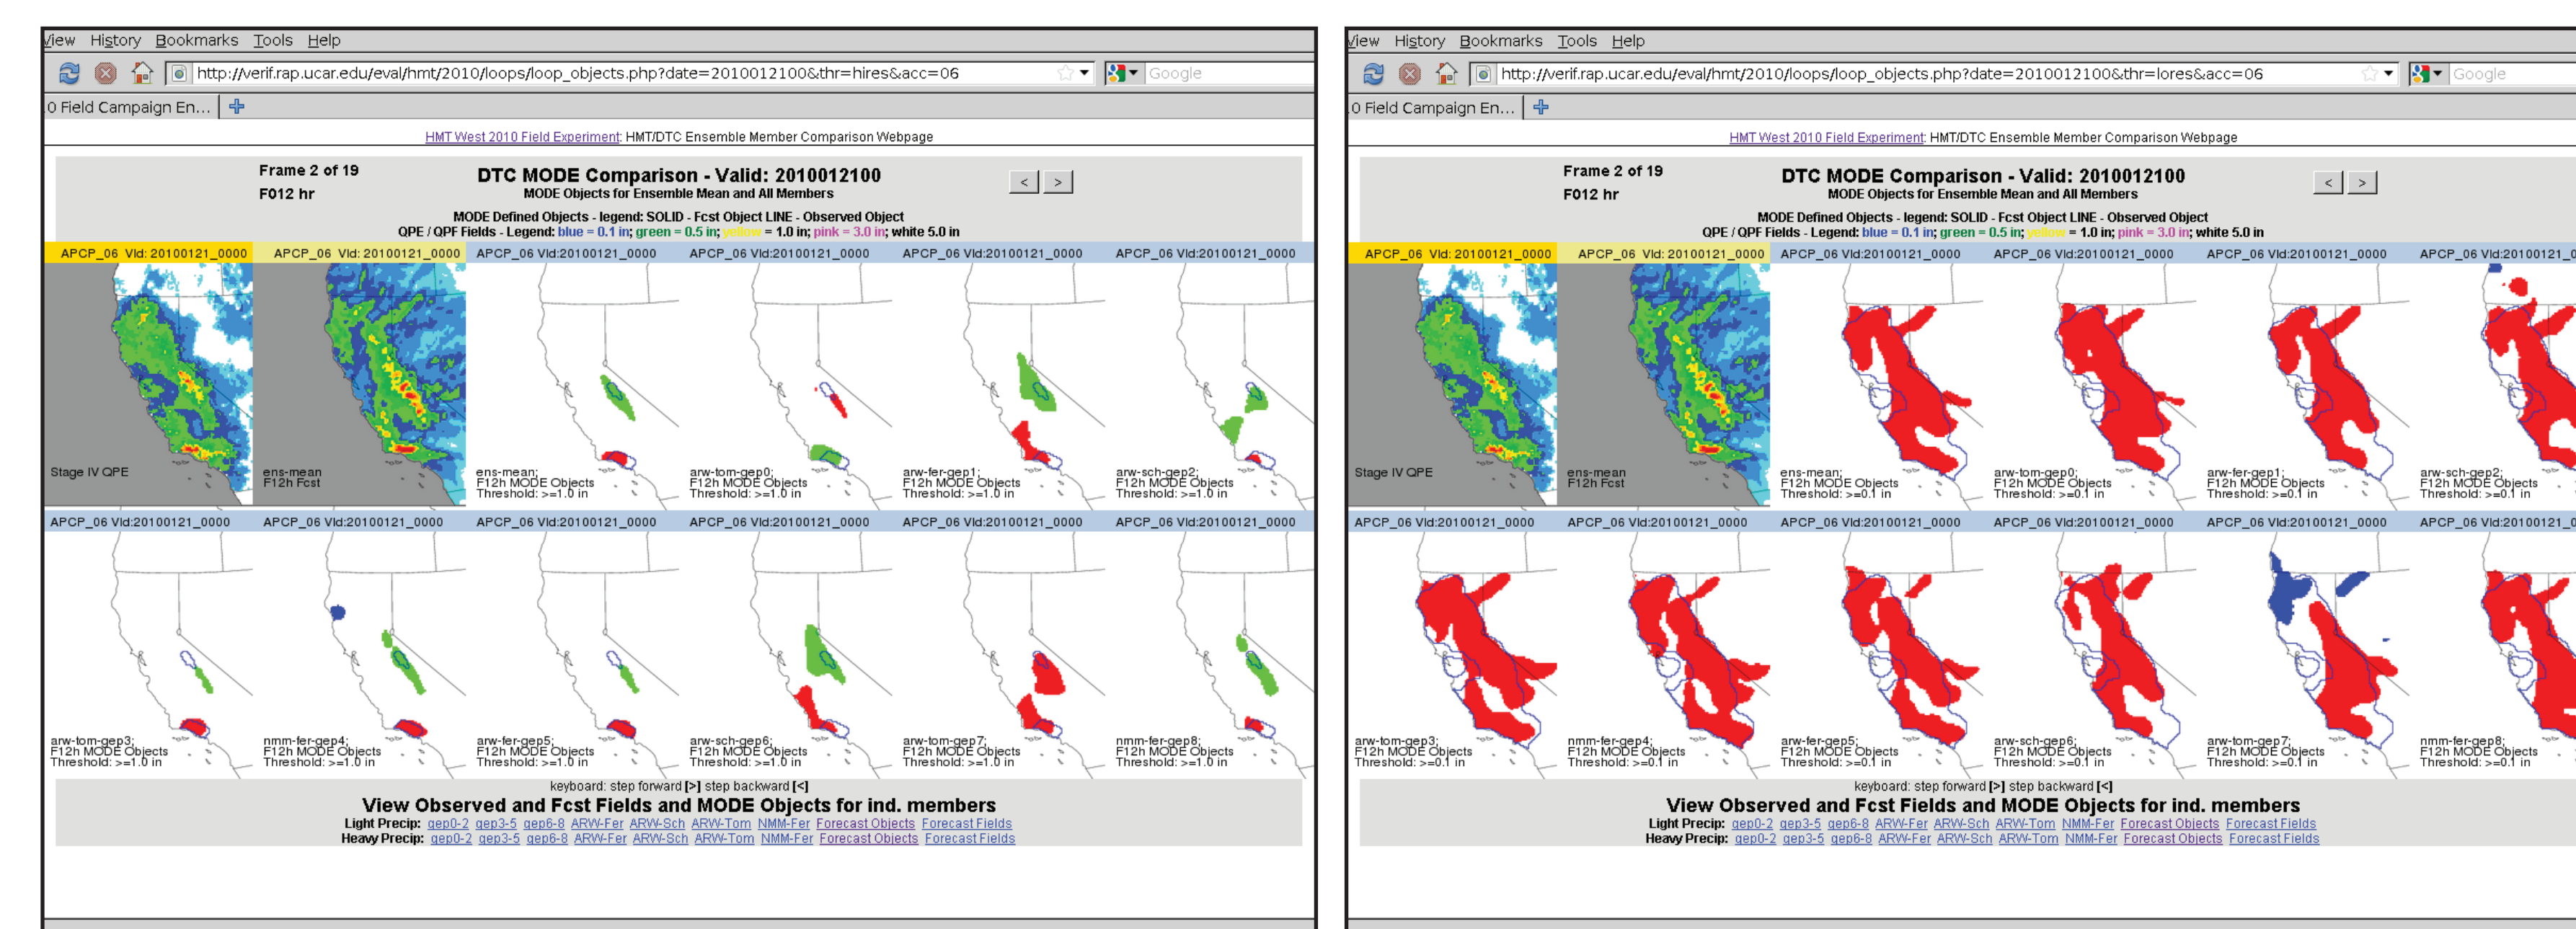 View History Bookmarks Tools Help
http://verif.rap.ucar.edu/eval/hmt/2010/loops/loop_objects.php?date=2010012100&thr=hires&acc=06 Google
0 Field Campaign En...
HMT West 2010 Field Experiment: HMT/DTC Ensemble Member Comparison Webpage
Frame 2 of 19
F012 hr
DTC MODE Comparison - Valid: 2010012100
MODE Objects for Ensemble Mean and All Members
< >
MODE Defined Objects - legend: SOLID - Fcst Object LINE - Observed Object
QPE / QPF Fields - Legend: blue = 0.1 in; green = 0.5 in; yellow = 1.0 in; pink = 3.0 in; white 5.0 in
APCP_06 Vld: 20100121_0000 APCP_06 Vld: 20100121_0000 APCP_06 Vld:20100121_0000 APCP_06 Vld:20100121_0000 APCP_06 Vld:20100121_0000 APCP_06 Vld:20100121_0000
Stage IV QPE
ens-mean
F12h Fcst
ens-mean;
F12h MODE Objects
Threshold: >=1.0 in
arw-tom-gep0;
F12h MODE Objects
Threshold: >=1.0 in
arw-fer-gep1;
F12h MODE Objects
Threshold: >=1.0 in
arw-sch-gep2;
F12h MODE Objects
Threshold: >=1.0 in
APCP_06 Vld:20100121_0000 APCP_06 Vld:20100121_0000 APCP_06 Vld:20100121_0000 APCP_06 Vld:20100121_0000 APCP_06 Vld:20100121_0000 APCP_06 Vld:20100121_0000
arw-tom-gep3;
F12h MODE Objects
Threshold: >=1.0 in
nmm-fer-gep4;
F12h MODE Objects
Threshold: >=1.0 in
arw-fer-gep5;
F12h MODE Objects
Threshold: >=1.0 in
arw-sch-gep6;
F12h MODE Objects
Threshold: >=1.0 in
arw-tom-gep7;
F12h MODE Objects
Threshold: >=1.0 in
nmm-fer-gep8;
F12h MODE Objects
Threshold: >=1.0 in
keyboard: step forward [>] step backward [<]
View Observed and Fcst Fields and MODE Objects for ind. members
Light Precip: gep0-2 gep3-5 gep6-8 ARW-Fer ARW-Sch ARW-Tom NMM-Fer Forecast Objects Forecast Fields
Heavy Precip: gep0-2 gep3-5 gep6-8 ARW-Fer ARW-Sch ARW-Tom NMM-Fer Forecast Objects Forecast Fields
View History Bookmarks Tools Help
http://verif.rap.ucar.edu/eval/hmt/2010/loops/loop_objects.php?date=2010012100&thr=lores&acc=06 Google
0 Field Campaign En...
HMT West 2010 Field Experiment: HMT/DTC Ensemble Member Comparison Webpage
Frame 2 of 19
F012 hr
DTC MODE Comparison - Valid: 2010012100
MODE Objects for Ensemble Mean and All Members
< >
MODE Defined Objects - legend: SOLID - Fcst Object LINE - Observed Object
QPE / QPF Fields - Legend: blue = 0.1 in; green = 0.5 in; yellow = 1.0 in; pink = 3.0 in; white 5.0 in
APCP_06 Vld: 20100121_0000 APCP_06 Vld: 20100121_0000 APCP_06 Vld:20100121_0000 APCP_06 Vld:20100121_0000 APCP_06 Vld:20100121_0000 APCP_06 Vld:20100121_0
Stage IV QPE
ens-mean
F12h Fcst
ens-mean;
F12h MODE Objects
Threshold: >=0.1 in
arw-tom-gep0;
F12h MODE Objects
Threshold: >=0.1 in
arw-fer-gep1;
F12h MODE Objects
Threshold: >=0.1 in
arw-sch-gep2;
F12h MODE Objects
Threshold: >=0.1 in
APCP_06 Vld:20100121_0000 APCP_06 Vld:20100121_0000 APCP_06 Vld:20100121_0000 APCP_06 Vld:20100121_0000 APCP_06 Vld:20100121_0000 APCP_06 Vld:20100121_0
arw-tom-gep3;
F12h MODE Objects
Threshold: >=0.1 in
nmm-fer-gep4;
F12h MODE Objects
Threshold: >=0.1 in
arw-fer-gep5;
F12h MODE Objects
Threshold: >=0.1 in
arw-sch-gep6;
F12h MODE Objects
Threshold: >=0.1 in
arw-tom-gep7;
F12h MODE Objects
Threshold: >=0.1 in
nmm-fer-gep8;
F12h MODE Objects
Threshold: >=0.1 in
keyboard: step forward [>] step backward [<]
View Observed and Fcst Fields and MODE Objects for ind. members
Light Precip: gep0-2 gep3-5 gep6-8 ARW-Fer ARW-Sch ARW-Tom NMM-Fer Forecast Objects Forecast Fields
Heavy Precip: gep0-2 gep3-5 gep6-8 ARW-Fer ARW-Sch ARW-Tom NMM-Fer Forecast Objects Forecast Fields